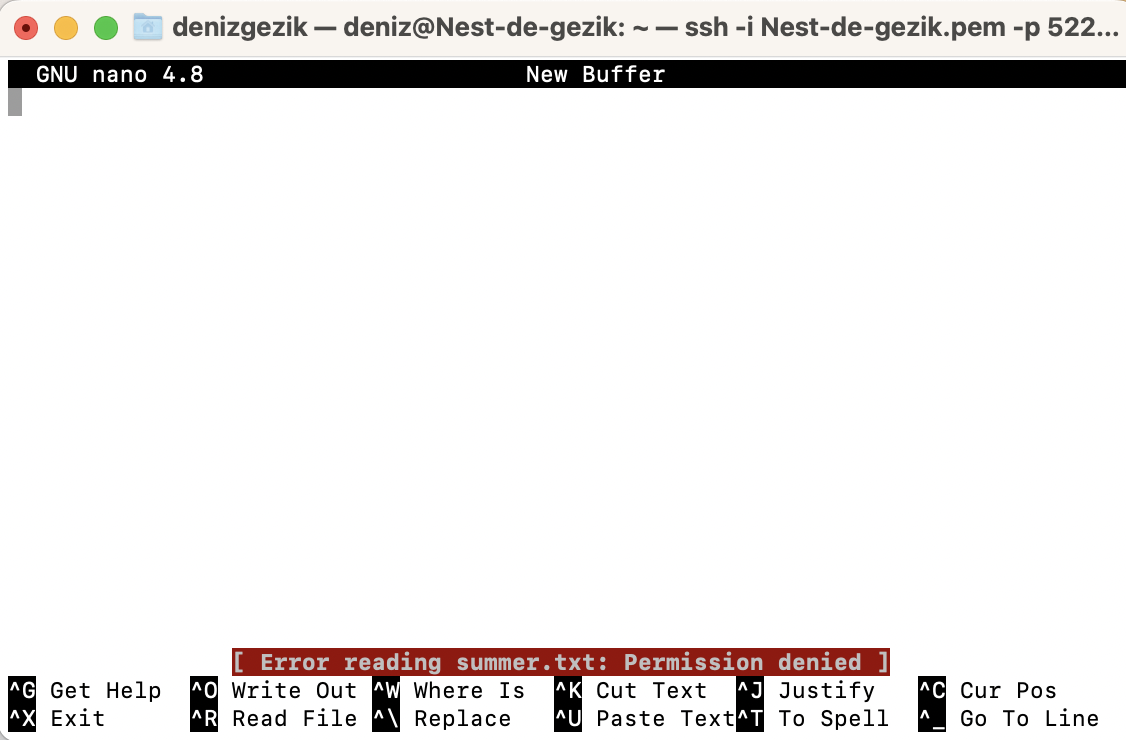 denizgezik — deniz@Nest-de-gezik: ~ — ssh -i Nest-de-gezik.pem -p 522...
GNU nano 4.8 New Buffer
[ Error reading summer.txt: Permission denied ]
^G Get Help ^O Write Out ^W Where Is ^K Cut Text ^J Justify ^C Cur Pos
^X Exit ^R Read File ^\ Replace ^U Paste Text^T To Spell ^_ Go To Line